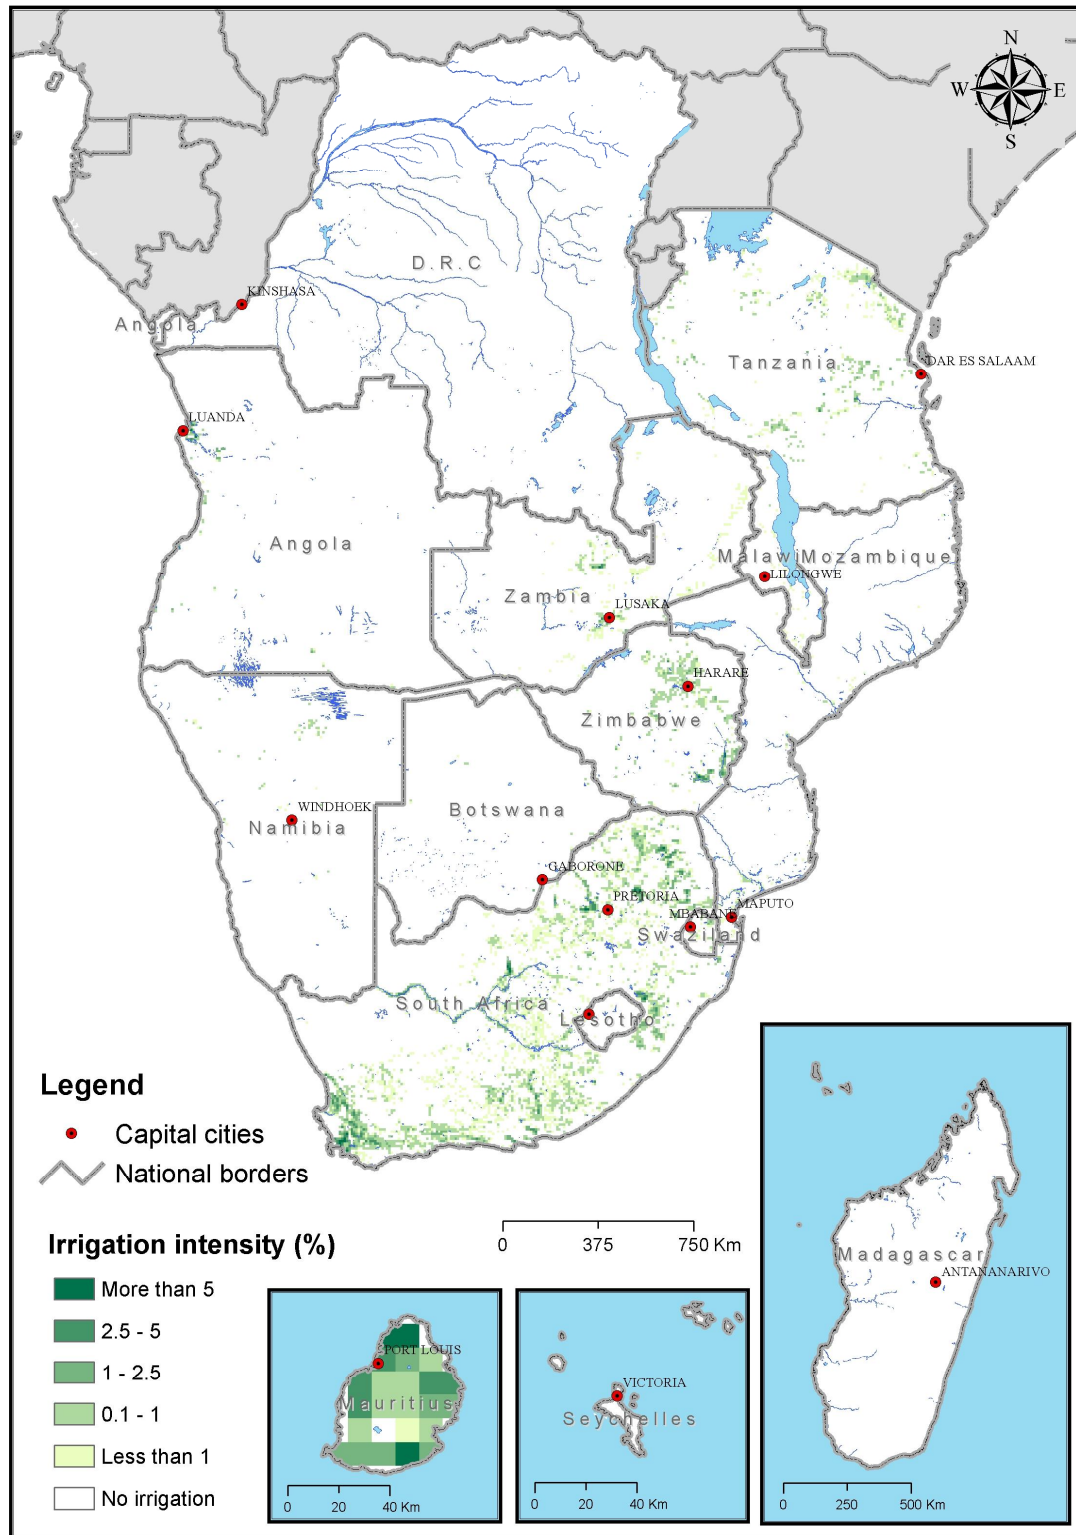 N
W E
S
D.R.C
KINSHASA
Angola
Tanzania
DAR ES SALAAM
LUANDA
Angola
Malawi
Mozambique
LILONGWE
Zambia
LUSAKA
HARARE
Zimbabwe
WINDHOEK
Namibia
Botswana
GABORONE
PRETORIA
MAPUTO
MBABANE
Swaziland
South Africa
Lesotho
Legend
Capital cities
National borders
Irrigation intensity (%)
More than 5
2.5 - 5
1 - 2.5
0.1 - 1
Less than 1
No irrigation
0 375 750 Km
PORT LOUIS
Mauritius
0 20 40 Km
VICTORIA
Seychelles
0 20 40 Km
Madagascar
ANTANANARIVO
0 250 500 Km